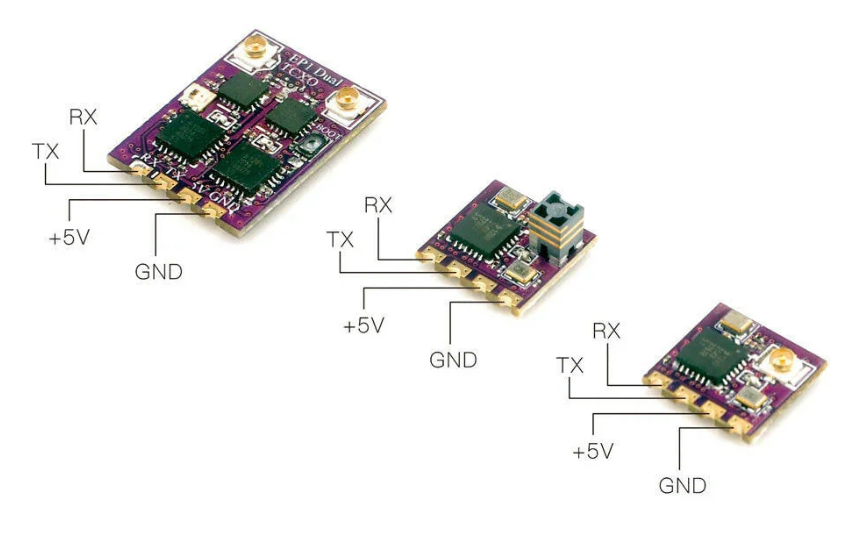 EP1 Dual
TCXO
BOOT
RX TX 5V GND
RX
TX
+5V
GND
RX
TX
+5V
GND
RX
TX
+5V
GND